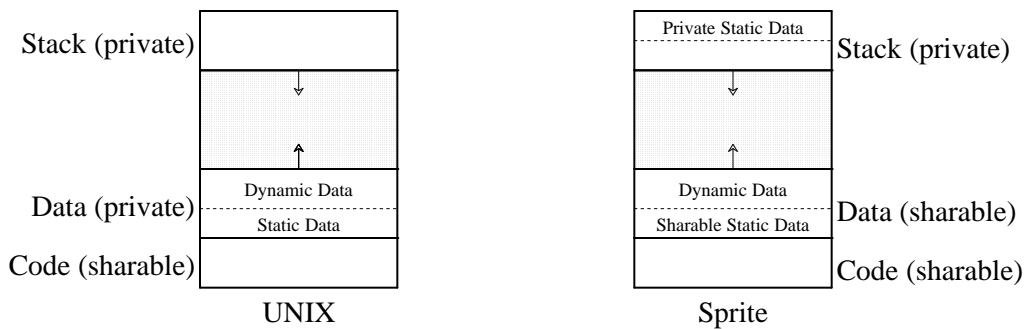 Stack (private)
Dynamic Data
Data (private)
Static Data
Code (sharable)
UNIX
Private Static Data
Stack (private)
Dynamic Data
Data (sharable)
Sharable Static Data
Code (sharable)
Sprite